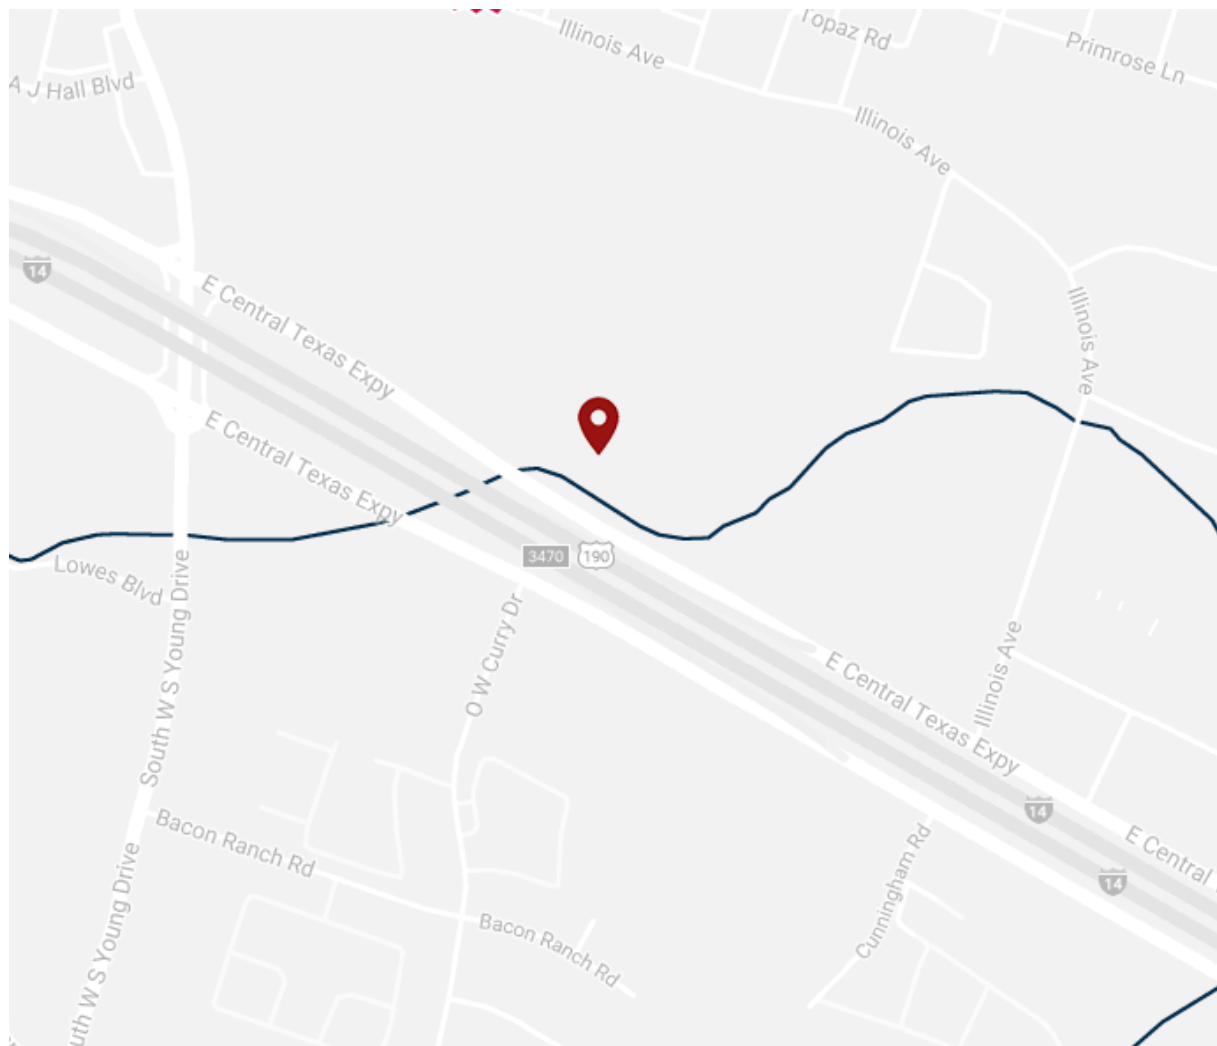 Illinois Ave
Topaz Rd
Primrose Ln
A J Hall Blvd
Illinois Ave
14
E Central Texas Expy
Illinois Ave
E Central Texas Expy
3470
190
Lowes Blvd
South W S Young Drive
O W Curry Dr
Illinois Ave
E Central Texas Expy
14
Bacon Ranch Rd
E Central
14
Cunningham Rd
Bacon Ranch Rd
uth W S Young Drive